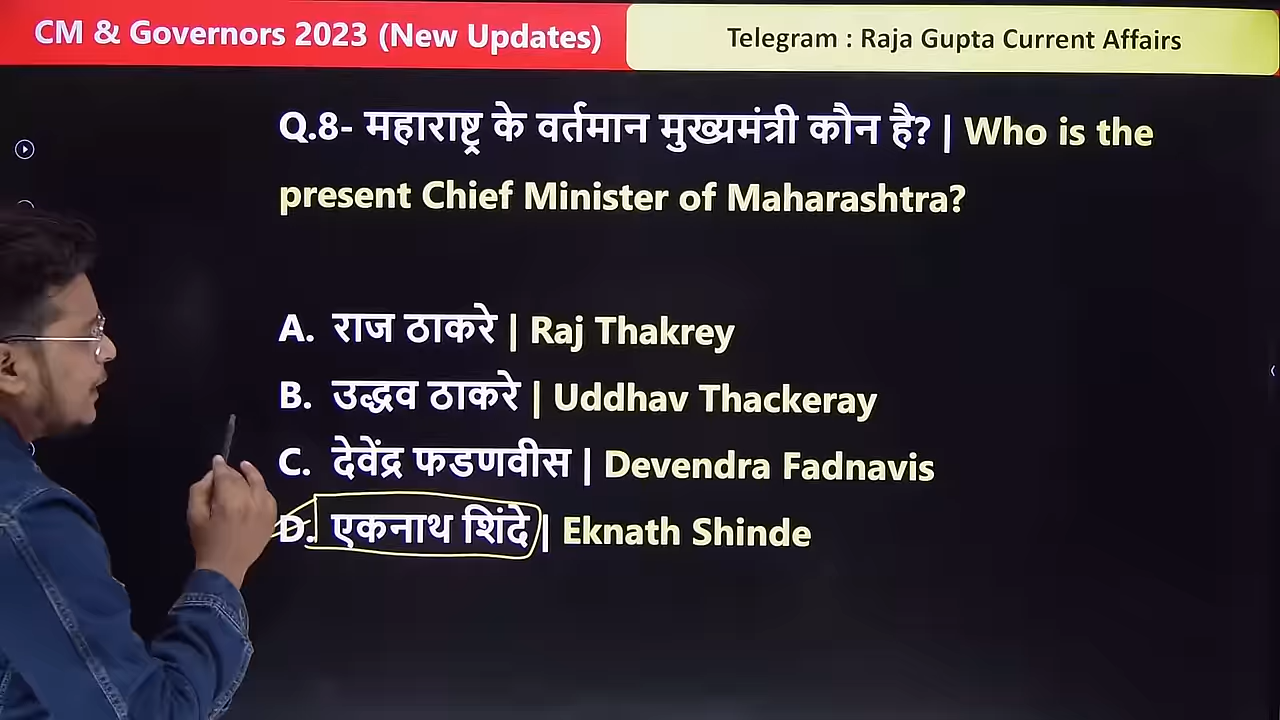 CM & Governors 2023 (New Updates)
Telegram : Raja Gupta Current Affairs
Q.8- महाराष्ट्र के वर्तमान मुख्यमंत्री कौन है? | Who is the
present Chief Minister of Maharashtra?
A. राज ठाकरे | Raj Thakrey
B. उद्धव ठाकरे | Uddhav Thackeray
C. देवेंद्र फडणवीस | Devendra Fadnavis
D. एकनाथ शिंदे | Eknath Shinde